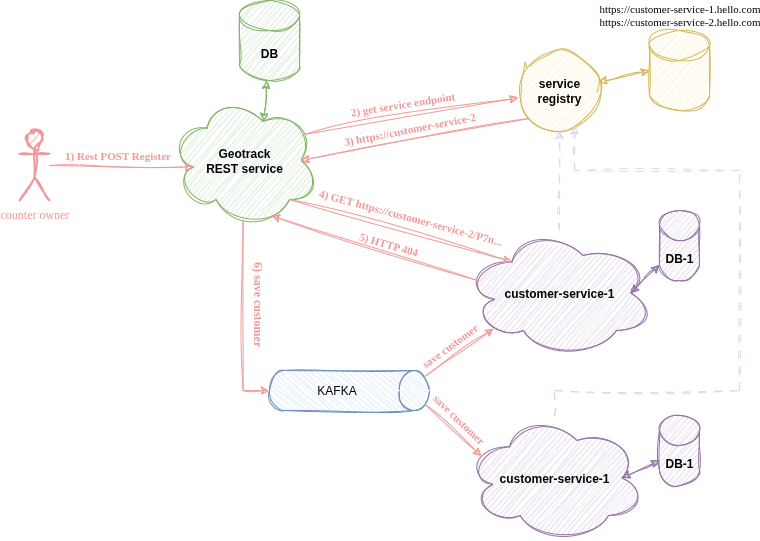 https://customer-service-1.hello.com
https://customer-service-2.hello.com
DB
service
registry
2) get service endpoint
3) https://customer-service-2
Geotrack
REST service
1) Rest POST Register
counter owner
4) GET https://customer-service-2/P7n...
5) HTTP 404
customer-service-1
DB-1
6) save customer
KAFKA
save customer
save customer
customer-service-1
DB-1